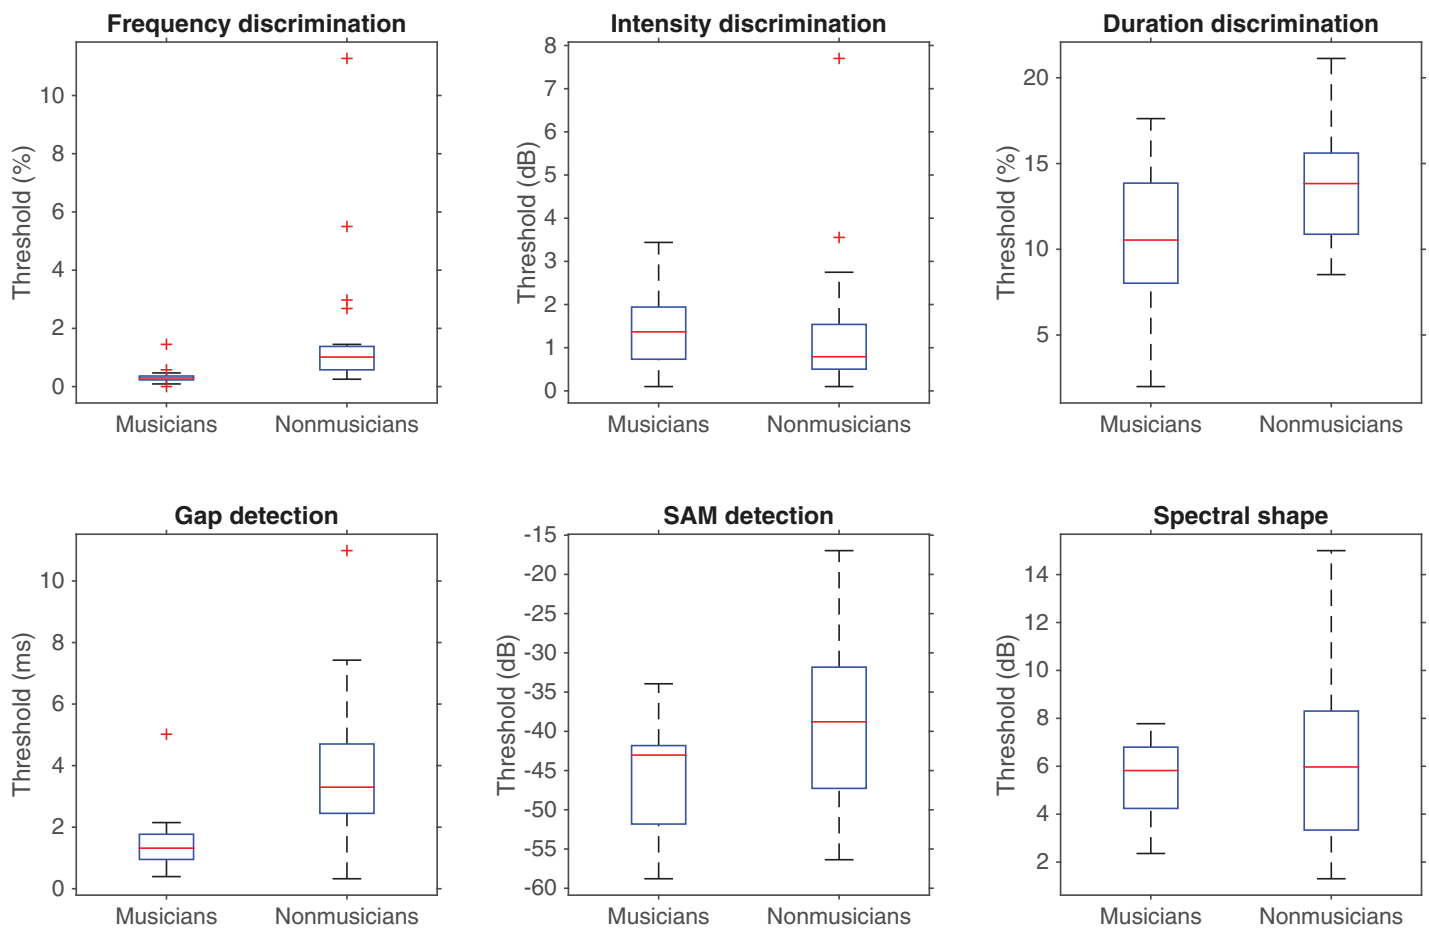 Frequency discrimination
Threshold (%)
10
8
6
4
2
0
Musicians
Nonmusicians
Intensity discrimination
Threshold (dB)
8
7
6
5
4
3
2
1
0
Musicians
Nonmusicians
Duration discrimination
Threshold (%)
20
15
10
5
Musicians
Nonmusicians
Gap detection
Threshold (ms)
10
8
6
4
2
0
Musicians
Nonmusicians
SAM detection
Threshold (dB)
-15
-20
-25
-30
-35
-40
-45
-50
-55
-60
Musicians
Nonmusicians
Spectral shape
Threshold (dB)
14
12
10
8
6
4
2
Musicians
Nonmusicians